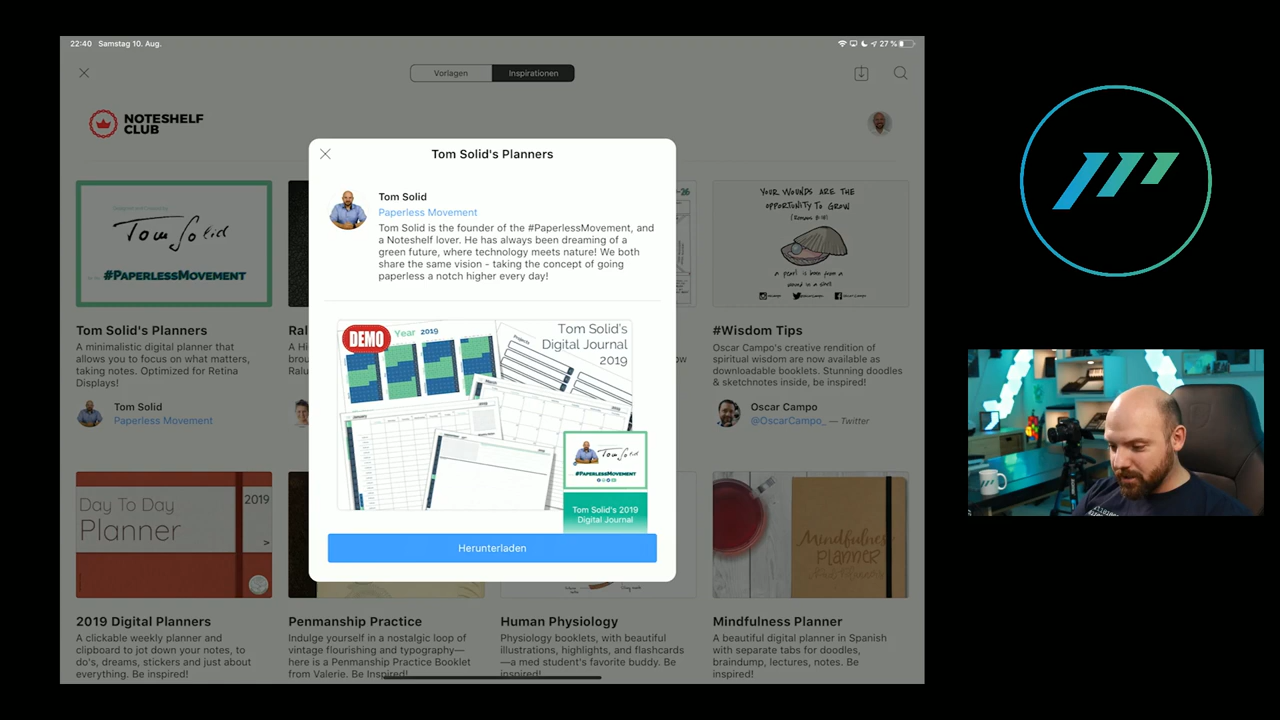 22:40 Samstag 10. Aug.
27 %
Vorlagen
Inspirationen
NOTESHELF
CLUB
Tom Solid's Planners
Tom Solid
Paperless Movement
Tom Solid is the founder of the #PaperlessMovement, and
a Noteshelf lover. He has always been dreaming of a
green future, where technology meets nature! We both
share the same vision - taking the concept of going
paperless a notch higher every day!
DEMO
Year 2019
Projects
Tom Solid's
Digital Journal
2019
Tom Solid
#PAPERLESSMOVEMENT
Tom Solid's 2019
Digital Journal
Herunterladen
Tom Solid
#PAPERLESSMOVEMENT
Tom Solid's Planners
A minimalistic digital planner that
allows you to focus on what matters,
taking notes. Optimized for Retina
Displays!
Tom Solid
Paperless Movement
YOUR WOUNDS ARE THE
OPPORTUNITY TO GROW
a pearl is born from a
wound in a shell
#Wisdom Tips
Oscar Campo's creative rendition of
spiritual wisdom are now available as
downloadable booklets. Stunning doodles
& sketchnotes inside, be inspired!
Oscar Campo
@OscarCampo_ — Twitter
Day To Day
Planner
2019
>
2019 Digital Planners
A clickable weekly planner and
clipboard to jot down your notes, to
do's, dreams, stickers and just about
everything. Be inspired!
Penmanship Practice
Indulge yourself in a nostalgic loop of
vintage flourishing and typography—
here is a Penmanship Practice Booklet
from Valerie. Be Inspired!
Human Physiology
Physiology booklets, with beautiful
illustrations, highlights, and flashcards
—a med student's favorite buddy. Be
inspired!
Mindfulness
PLANNER
Mindfulness Planner
A beautiful digital planner in Spanish
with separate tabs for doodles,
braindump, lectures, notes. Be
inspired!